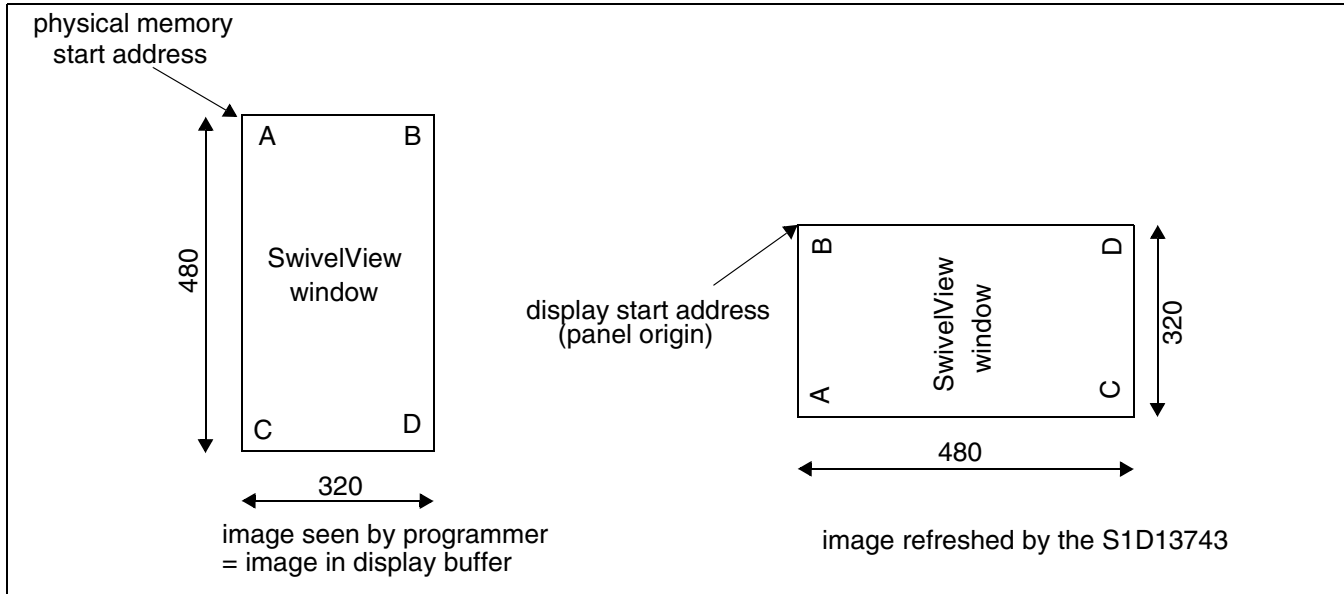 physical memory
start address
A B
480
SwivelView
window
C D
320
image seen by programmer
= image in display buffer
display start address
(panel origin)
B D
SwivelView
window
320
A C
480
image refreshed by the S1D13743